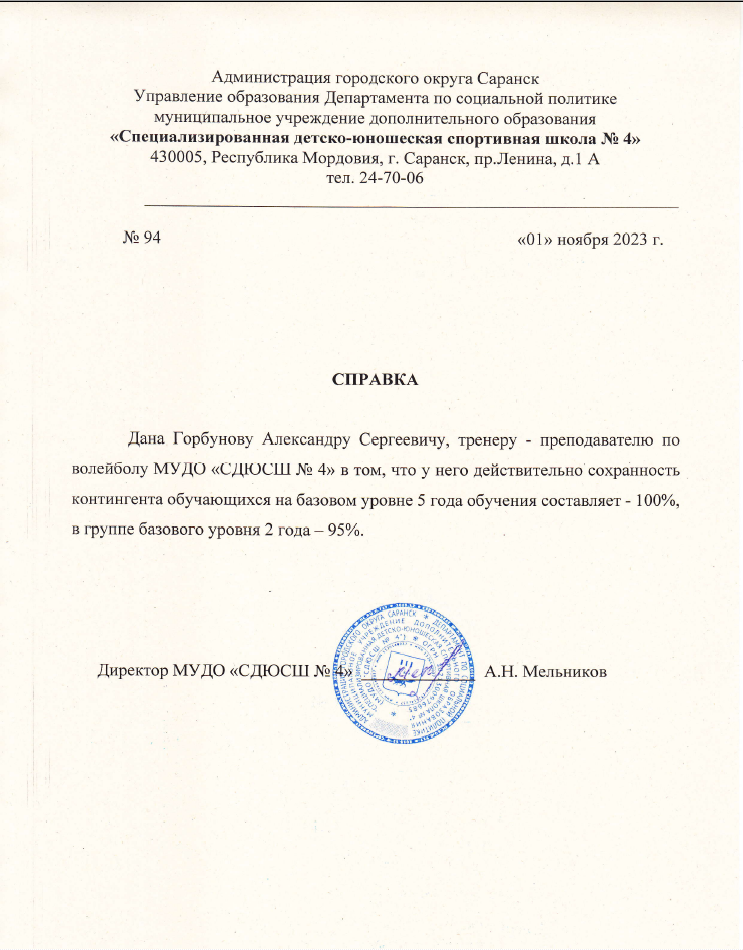 Администрация городского округа Саранск
Управление образования Департамента по социальной политике
муниципальное учреждение дополнительного образования
«Специализированная детско-юношеская спортивная школа № 4»
430005, Республика Мордовия, г. Саранск, пр.Ленина, д.1 А
тел. 24-70-06
№ 94 «01» ноября 2023 г.
СПРАВКА
Дана Горбунову Александру Сергеевичу, тренеру - преподавателю по
волейболу МУДО «СДЮСШ № 4» в том, что у него действительно сохранность
контингента обучающихся на базовом уровне 5 года обучения составляет - 100%,
в группе базового уровня 2 года – 95%.
Директор МУДО «СДЮСШ № 4» А.Н. Мельников